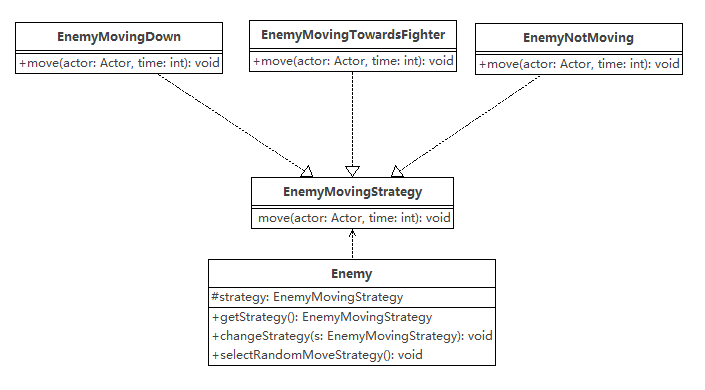 EnemyMovingDown
+move(actor: Actor, time: int): void
EnemyMovingTowardsFighter
+move(actor: Actor, time: int): void
EnemyNotMoving
+move(actor: Actor, time: int): void
EnemyMovingStrategy
move(actor: Actor, time: int): void
Enemy
#strategy: EnemyMovingStrategy
+getStrategy(): EnemyMovingStrategy
+changeStrategy(s: EnemyMovingStrategy): void
+selectRandomMoveStrategy(): void